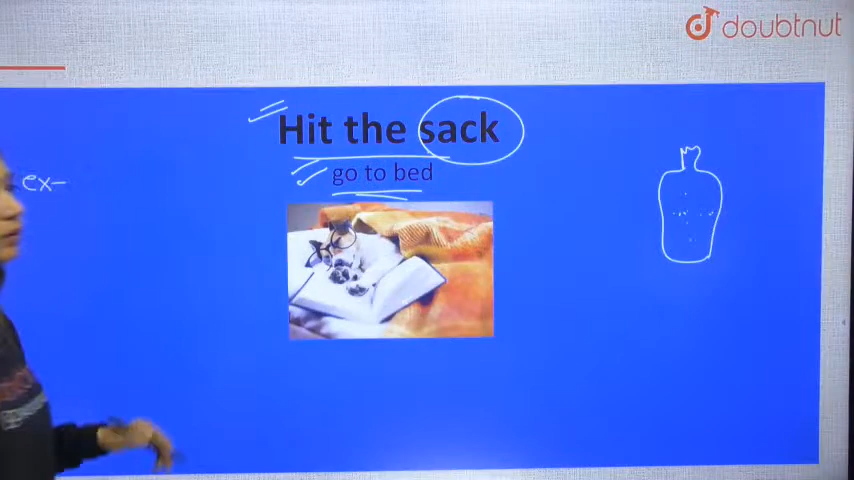 doubtnut
Hit the sack
go to bed
ex-